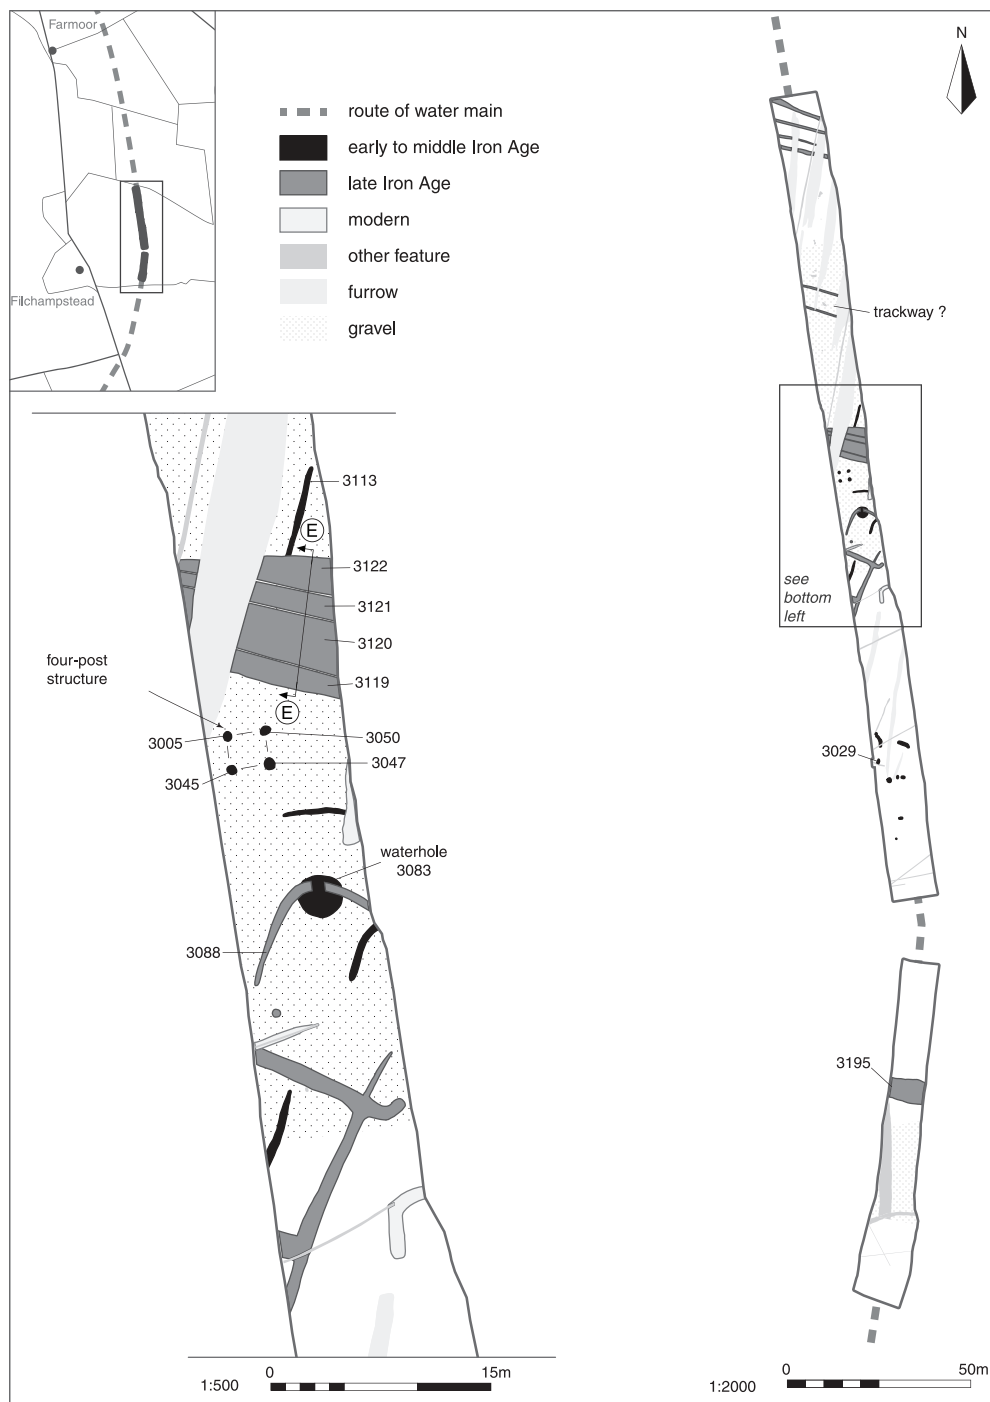 Farmoor
Filchampstead
route of water main
early to middle Iron Age
late Iron Age
modern
other feature
furrow
gravel
N
trackway ?
see
bottom
left
3029
3195
3113
E
3122
3121
3120
3119
E
four-post
structure
3005
3050
3045
3047
waterhole
3083
3088
0
15m
1:500
0
50m
1:2000